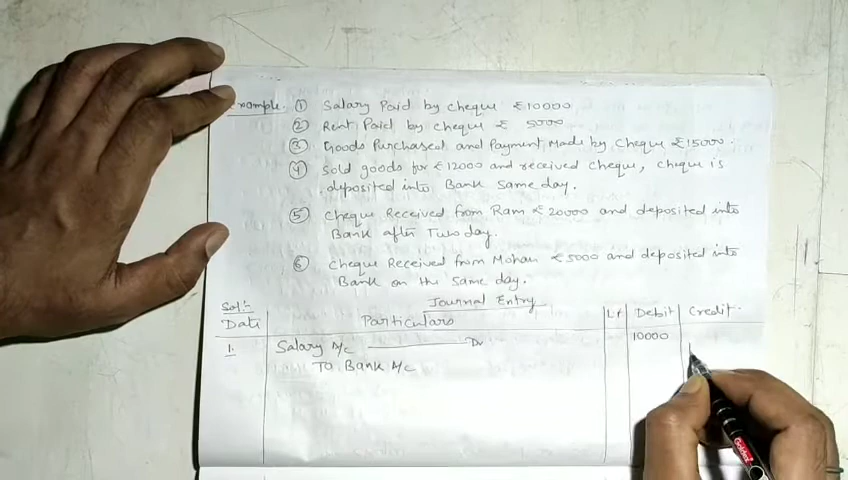 Example. ① Salary Paid by cheque ₹10000
② Rent Paid by cheque ₹ 5000
③ Goods Purchased and Payment Made by Cheque ₹15000.
④ Sold goods for ₹12000 and received cheque, cheque is
deposited into Bank same day.
⑤ Cheque Received from Ram ₹20000 and deposited into
Bank after Two day.
⑥ Cheque Received from Mohan ₹5000 and deposited into
Bank on the same day.
Sol:- Journal Entry
Date Particulars L.f Debit Credit.
1. Salary A/c Dr 10000
To Bank A/c